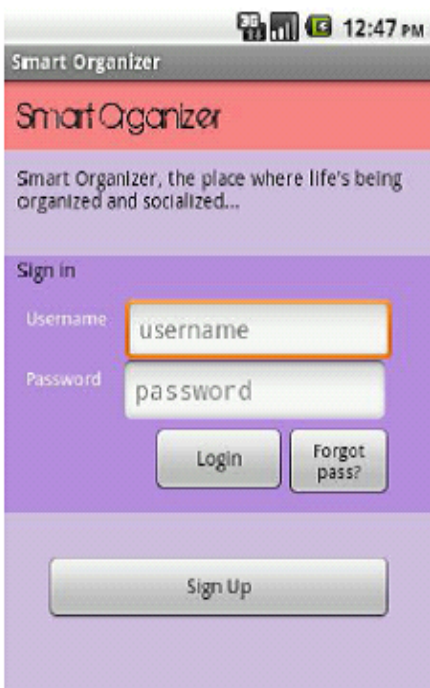 3G
12:47 PM
Smart Organizer
Smart Organizer
Smart Organizer, the place where life's being
organized and socialized...
Sign in
Username
username
Password
password
Login
Forgot
pass?
Sign Up